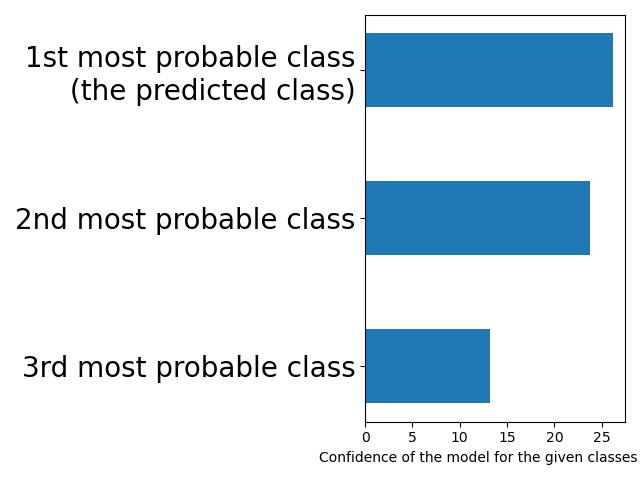 1st most probable class
(the predicted class)
2nd most probable class
3rd most probable class
0 5 10 15 20 25
Confidence of the model for the given classes